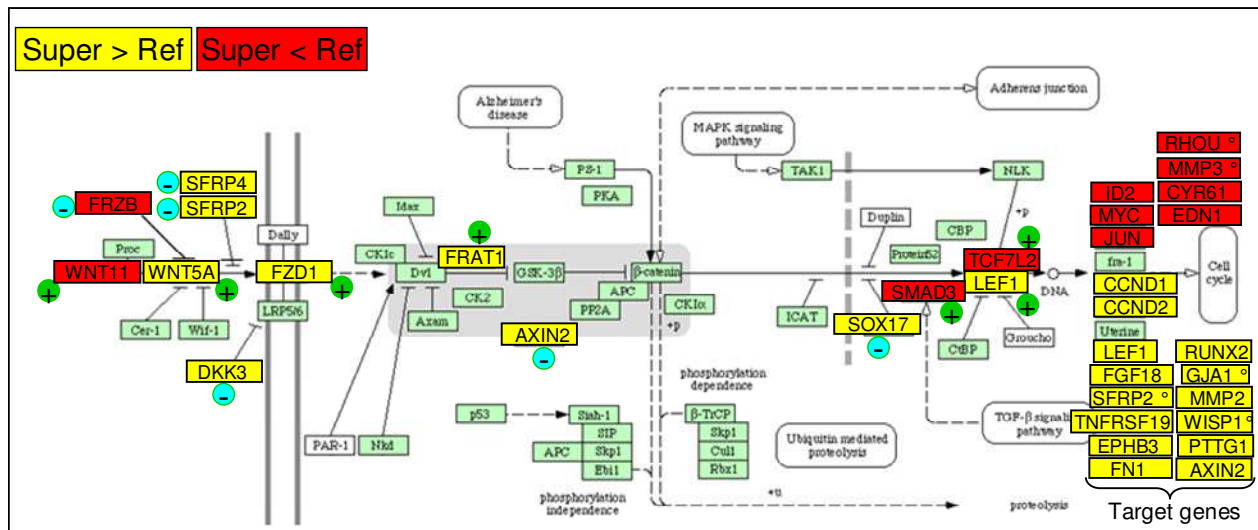 Super > Ref Super < Ref
Alzheimer's
disease
Adherens junction
MAPK signaling
pathway
PS-1
PKA
TAK1
NLK
RHOU °
MMP3 °
ID2 CYR61
MYC EDN1
JUN
fra-1
Cell
cycle
CCND1
CCND2
Uterine
LEF1 RUNX2
FGF18 GJA1 °
SFRP2 ° MMP2
TNFRSF19 WISP1 °
EPHB3 PTTG1
FN1 AXIN2
Target genes
- SFRP4
- SFRP2
- FRZB
Proc
WNT11 WNT5A
+
Cer-1 Wif-1
Dally
FZD1
+
LRP5/6
DKK3
-
Idax
CK1ε
Dvl
FRAT1
+
GSK-3β
β-catenin
APC
CK2
PP2A
CKIα
Axam
+p
AXIN2
-
PAR-1 Nkd
Duplin
CBP
Protein52
+p
+
TCF7L2
LEF1
SMAD3
+ +
DNA
ICAT
SOX17
-
CtBP
Groucho
TGF-β signaling
pathway
phosphorylation
dependence
p53
Siah-1
SIP
APC Skp1
Ebi1
phosphorylation
independence
β-TrCP
Skp1
Cul1
Rbx1
Ubiquitin mediated
proteolysis
+u
proteolysis